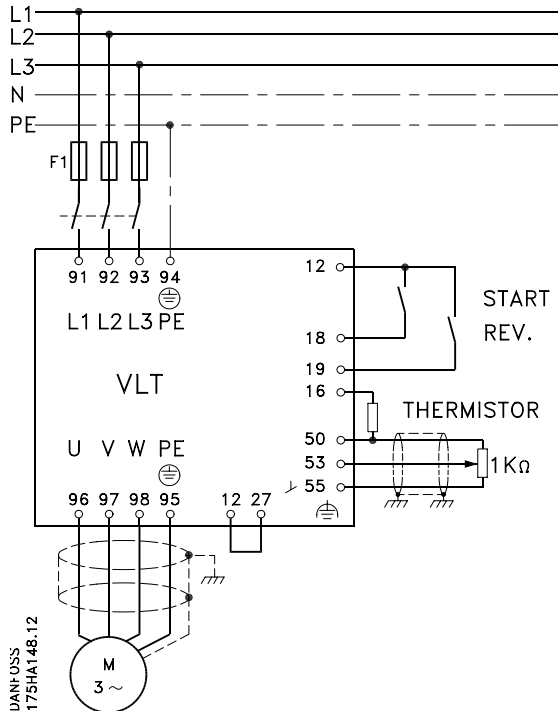 L1
L2
L3
N
PE
F1
91 92 93 94
L1 L2 L3 PE
12
18
19
16
50
53
55
START
REV.
THERMISTOR
1KΩ
VLT
U V W PE
96 97 98 95
12 27
M
3~
DANFOSS
175HA148.12